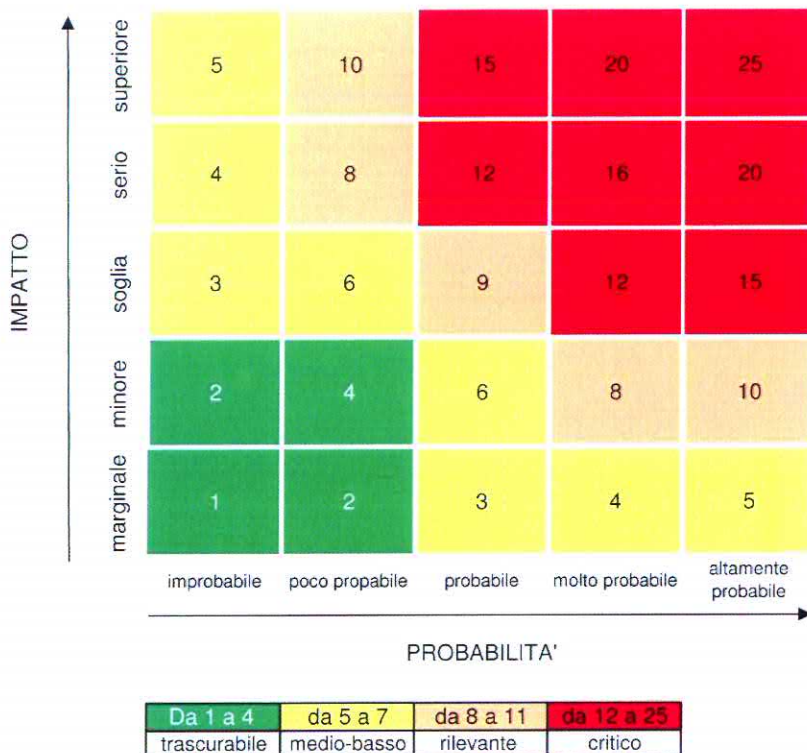 IMPATTO
superiore 5 10 15 20 25
serio 4 8 12 16 20
soglia 3 6 9 12 15
minore 2 4 6 8 10
marginale 1 2 3 4 5
improbabile poco propabile probabile molto probabile altamente
probabile
PROBABILITA'
Da 1 a 4 da 5 a 7 da 8 a 11 da 12 a 25
trascurabile medio-basso rilevante critico